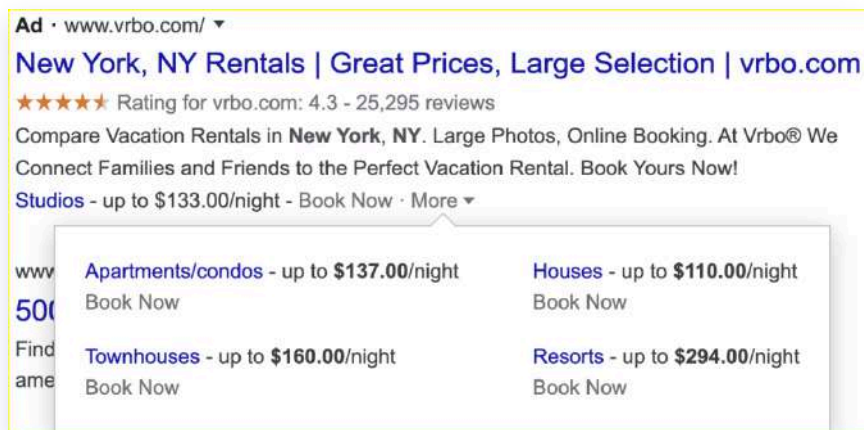 Ad · www.vrbo.com/ ▼
New York, NY Rentals | Great Prices, Large Selection | vrbo.com
Rating for vrbo.com: 4.3 - 25,295 reviews
Compare Vacation Rentals in New York, NY. Large Photos, Online Booking. At Vrbo® We
Connect Families and Friends to the Perfect Vacation Rental. Book Yours Now!
Studios - up to $133.00/night - Book Now · More ▼
www
Apartments/condos - up to $137.00/night Houses - up to $110.00/night
Book Now Book Now
500
Find
Townhouses - up to $160.00/night Resorts - up to $294.00/night
ame
Book Now Book Now